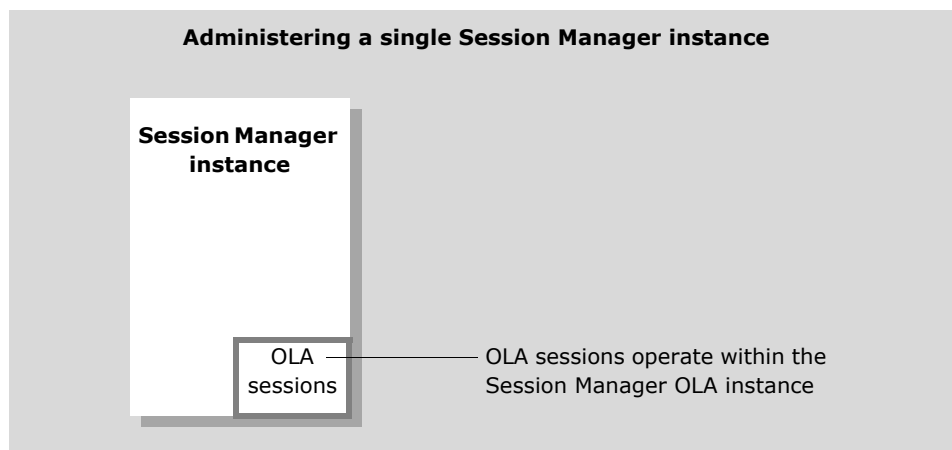 Administering a single Session Manager instance
Session Manager
instance
OLA
sessions
OLA sessions operate within the
Session Manager OLA instance